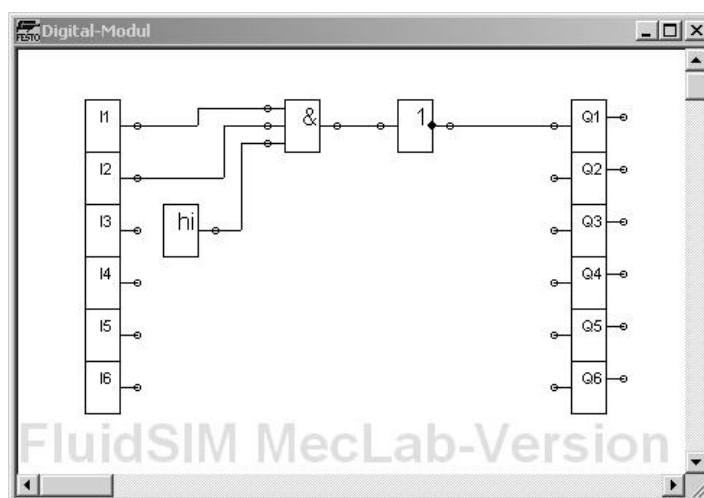 FESTO Digital-Modul
I1 & 1 Q1
I2 Q2
I3 hi Q3
I4 Q4
I5 Q5
I6 Q6
FluidSIM MecLab-Version